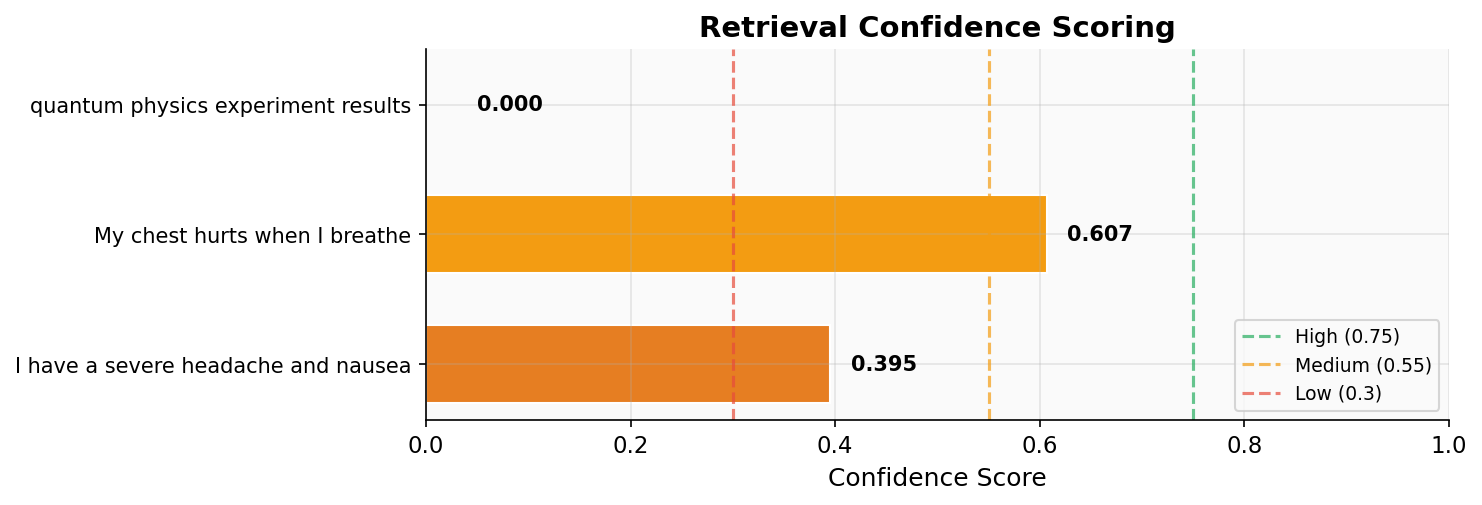 Retrieval Confidence Scoring
quantum physics experiment results
0.000
My chest hurts when I breathe
0.607
I have a severe headache and nausea
0.395
High (0.75)
Medium (0.55)
Low (0.3)
0.0
0.2
0.4
0.6
0.8
1.0
Confidence Score